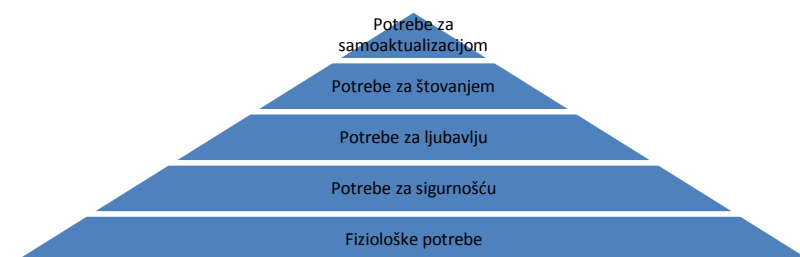 Potrebe za
samoaktualizacijom
Potrebe za štovanjem
Potrebe za ljubavlju
Potrebe za sigurnošću
Fiziološke potrebe